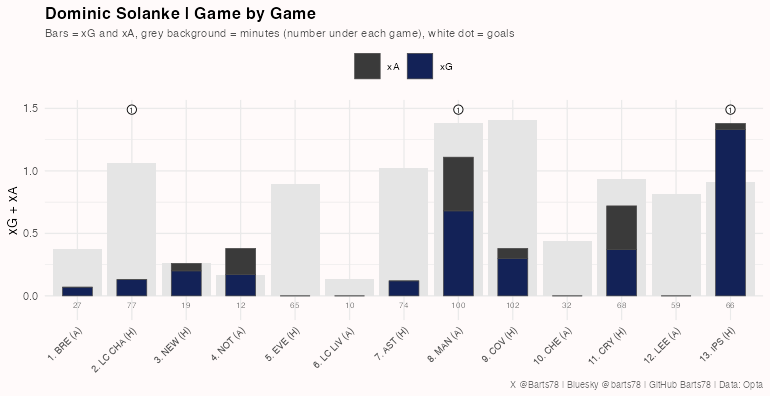 Dominic Solanke | Game by Game
Bars = xG and xA, grey background = minutes (number under each game), white dot = goals
xA xG
xG + xA
1.5
1.0
0.5
0.0
1 1 1
27 77 19 12 65 10 74 100 102 32 68 59 66
1. BRE (A)
2. LC CHA (H)
3. NEW (H)
4. NOT (A)
5. EVE (H)
6. LC LIV (A)
7. AST (H)
8. MAN (A)
9. COV (H)
10. CHE (A)
11. CRY (H)
12. LEE (A)
13. IPS (H)
X @Barts78 | Bluesky @barts78 | GitHub Barts78 | Data: Opta